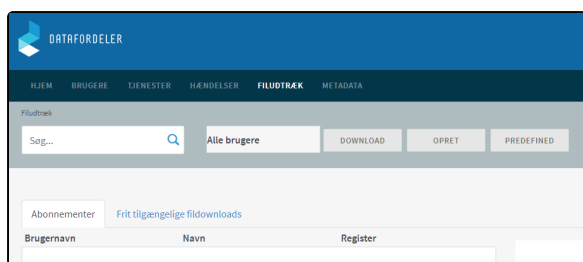 DATAFORDELER
HJEM BRUGERE TJENESTER HÆNDELSER FILUDTRÆK METADATA
Filudtræk
Søg... Alle brugere DOWNLOAD OPRET PREDEFINED
Abonnementer Frit tilgængelige fildownloads
Brugernavn Navn Register